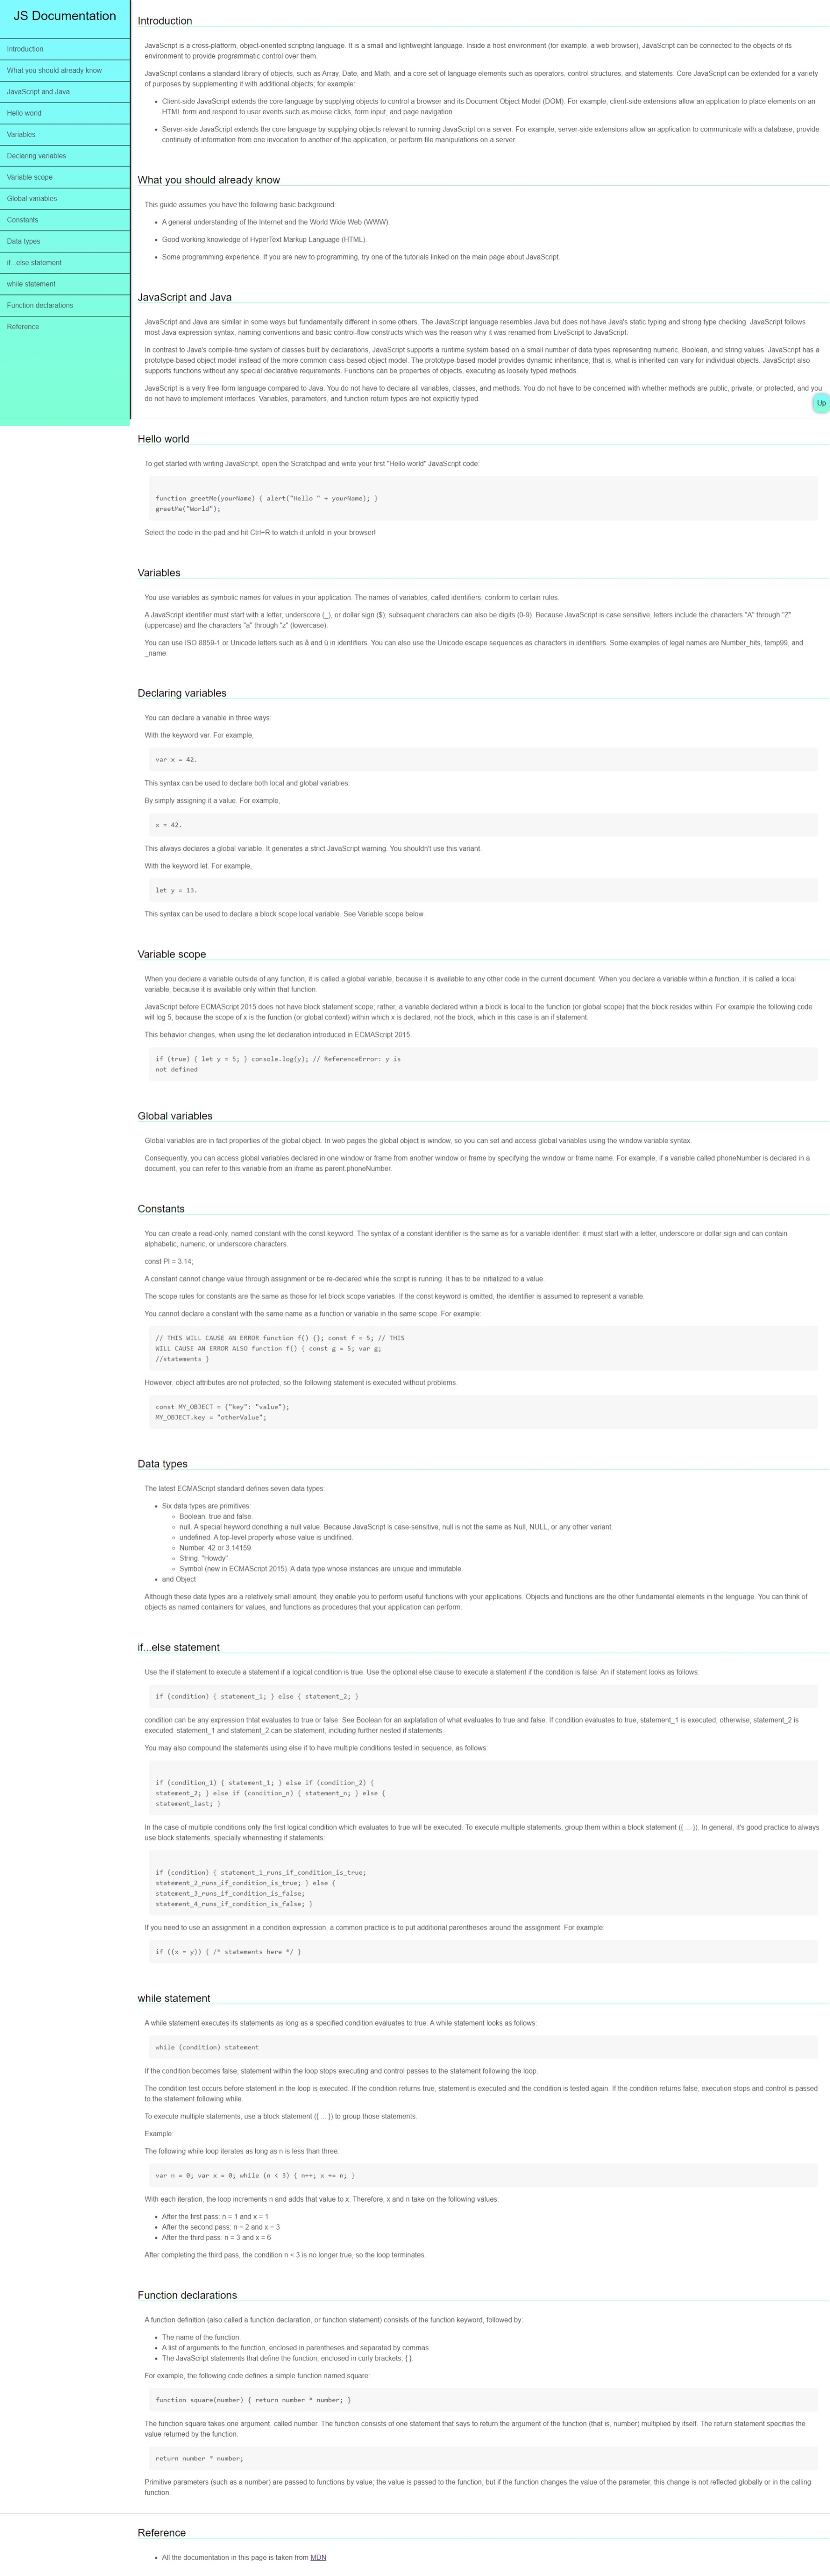 JS Documentation
Introduction
What you should already know
JavaScript and Java
Hello world
Variables
Declaring variables
Variable scope
Global variables
Constants
Data types
if...else statement
while statement
Function declarations
Reference
Introduction
JavaScript is a cross-platform, object-oriented scripting language. It is a small and lightweight language. Inside a host environment (for example, a web browser), JavaScript can be connected to the objects of its
environment to provide programmatic control over them.
JavaScript contains a standard library of objects, such as Array, Date, and Math, and a core set of language elements such as operators, control structures, and statements. Core JavaScript can be extended for a variety
of purposes by supplementing it with additional objects; for example:
• Client-side JavaScript extends the core language by supplying objects to control a browser and its Document Object Model (DOM). For example, client-side extensions allow an application to place elements on an
HTML form and respond to user events such as mouse clicks, form input, and page navigation.
• Server-side JavaScript extends the core language by supplying objects relevant to running JavaScript on a server. For example, server-side extensions allow an application to communicate with a database, provide
continuity of information from one invocation to another of the application, or perform file manipulations on a server.
What you should already know
This guide assumes you have the following basic background:
• A general understanding of the Internet and the World Wide Web (WWW).
• Good working knowledge of HyperText Markup Language (HTML).
• Some programming experience. If you are new to programming, try one of the tutorials linked on the main page about JavaScript.
JavaScript and Java
JavaScript and Java are similar in some ways but fundamentally different in some others. The JavaScript language resembles Java but does not have Java's static typing and strong type checking. JavaScript follows
most Java expression syntax, naming conventions and basic control-flow constructs which was the reason why it was renamed from LiveScript to JavaScript.
In contrast to Java's compile-time system of classes built by declarations, JavaScript supports a runtime system based on a small number of data types representing numeric, Boolean, and string values. JavaScript has a
prototype-based object model instead of the more common class-based object model. The prototype-based model provides dynamic inheritance; that is, what is inherited can vary for individual objects. JavaScript also
supports functions without any special declarative requirements. Functions can be properties of objects, executing as loosely typed methods.
JavaScript is a very free-form language compared to Java. You do not have to declare all variables, classes, and methods. You do not have to be concerned with whether methods are public, private, or protected, and you
do not have to implement interfaces. Variables, parameters, and function return types are not explicitly typed.
Up
Hello world
To get started with writing JavaScript, open the Scratchpad and write your first "Hello world" JavaScript code:
function greetMe(yourName) { alert("Hello " + yourName); }
greetMe("World");
Select the code in the pad and hit Ctrl+R to watch it unfold in your browser!
Variables
You use variables as symbolic names for values in your application. The names of variables, called identifiers, conform to certain rules.
A JavaScript identifier must start with a letter, underscore (_), or dollar sign ($); subsequent characters can also be digits (0-9). Because JavaScript is case sensitive, letters include the characters "A" through "Z"
(uppercase) and the characters "a" through "z" (lowercase).
You can use ISO 8859-1 or Unicode letters such as å and ü in identifiers. You can also use the Unicode escape sequences as characters in identifiers. Some examples of legal names are Number_hits, temp99, and
_name.
Declaring variables
You can declare a variable in three ways:
With the keyword var. For example,
var x = 42.
This syntax can be used to declare both local and global variables.
By simply assigning it a value. For example,
x = 42.
This always declares a global variable. It generates a strict JavaScript warning. You shouldn't use this variant.
With the keyword let. For example,
let y = 13.
This syntax can be used to declare a block scope local variable. See Variable scope below.
Variable scope
When you declare a variable outside of any function, it is called a global variable, because it is available to any other code in the current document. When you declare a variable within a function, it is called a local
variable, because it is available only within that function.
JavaScript before ECMAScript 2015 does not have block statement scope; rather, a variable declared within a block is local to the function (or global scope) that the block resides within. For example the following code
will log 5, because the scope of x is the function (or global context) within which x is declared, not the block, which in this case is an if statement.
This behavior changes, when using the let declaration introduced in ECMAScript 2015.
if (true) { let y = 5; } console.log(y); // ReferenceError: y is
not defined
Global variables
Global variables are in fact properties of the global object. In web pages the global object is window, so you can set and access global variables using the window.variable syntax.
Consequently, you can access global variables declared in one window or frame from another window or frame by specifying the window or frame name. For example, if a variable called phoneNumber is declared in a
document, you can refer to this variable from an iframe as parent.phoneNumber.
Constants
You can create a read-only, named constant with the const keyword. The syntax of a constant identifier is the same as for a variable identifier: it must start with a letter, underscore or dollar sign and can contain
alphabetic, numeric, or underscore characters.
const PI = 3.14;
A constant cannot change value through assignment or be re-declared while the script is running. It has to be initialized to a value.
The scope rules for constants are the same as those for let block scope variables. If the const keyword is omitted, the identifier is assumed to represent a variable.
You cannot declare a constant with the same name as a function or variable in the same scope. For example:
// THIS WILL CAUSE AN ERROR function f() {}; const f = 5; // THIS
WILL CAUSE AN ERROR ALSO function f() { const g = 5; var g;
//statements }
However, object attributes are not protected, so the following statement is executed without problems.
const MY_OBJECT = {"key": "value"};
MY_OBJECT.key = "otherValue";
Data types
The latest ECMAScript standard defines seven data types:
• Six data types are primitives:
◦ Boolean. true and false.
◦ null. A special keyword donothing a null value. Because JavaScript is case-sensitive, null is not the same as Null, NULL, or any other variant.
◦ undefined. A top-level property whose value is undifined.
◦ Number. 42 or 3.14159.
◦ String. "Howdy"
◦ Symbol (new in ECMAScript 2015). A data type whose instances are unique and immutable.
• and Object
Although these data types are a relatively small amount, they enable you to perform useful functions with your applications. Objects and functions are the other fundamental elements in the lenguage. You can think of
objects as named containers for values, and functions as procedures that your application can perform.
if...else statement
Use the if statement to execute a statement if a logical condition is true. Use the optional else clause to execute a statement if the condition is false. An if statement looks as follows:
if (condition) { statement_1; } else { statement_2; }
condition can be any expression thtat evaluates to true or false. See Boolean for an axplatation of what evaluates to true and false. If condition evaluates to true, statement_1 is executed; otherwise, statement_2 is
executed. statement_1 and statement_2 can be statement, including further nested if statements.
You may also compound the statements using else if to have multiple conditions tested in sequence, as follows:
if (condition_1) { statement_1; } else if (condition_2) {
statement_2; } else if (condition_n) { statement_n; } else {
statement_last; }
In the case of multiple conditions only the first logical condition which evaluates to true will be executed. To execute multiple statements, group them within a block statement ({ ... }). In general, it's good practice to always
use block statements, specially whennesting if statements:
if (condition) { statement_1_runs_if_condition_is_true;
statement_2_runs_if_condition_is_true; } else {
statement_3_runs_if_condition_is_false;
statement_4_runs_if_condition_is_false; }
If you need to use an assignment in a condition expression, a common practice is to put additional parentheses around the assignment. For example:
if ((x = y)) { /* statements here */ }
while statement
A while statement executes its statements as long as a specified condition evaluates to true. A while statement looks as follows:
while (condition) statement
If the condition becomes false, statement within the loop stops executing and control passes to the statement following the loop.
The condition test occurs before statement in the loop is executed. If the condition returns true, statement is executed and the condition is tested again. If the condition returns false, execution stops and control is passed
to the statement following while.
To execute multiple statements, use a block statement ({ ... }) to group those statements.
Example:
The following while loop iterates as long as n is less than three:
var n = 0; var x = 0; while (n < 3) { n++; x += n; }
With each iteration, the loop increments n and adds that value to x. Therefore, x and n take on the following values:
• After the first pass: n = 1 and x = 1
• After the second pass: n = 2 and x = 3
• After the third pass: n = 3 and x = 6
After completing the third pass, the condition n < 3 is no longer true, so the loop terminates.
Function declarations
A function definition (also called a function declaration, or function statement) consists of the function keyword, followed by:
• The name of the function.
• A list of arguments to the function, enclosed in parentheses and separated by commas.
• The JavaScript statements that define the function, enclosed in curly brackets, { }.
For example, the following code defines a simple function named square:
function square(number) { return number * number; }
The function square takes one argument, called number. The function consists of one statement that says to return the argument of the function (that is, number) multiplied by itself. The return statement specifies the
value returned by the function.
return number * number;
Primitive parameters (such as a number) are passed to functions by value; the value is passed to the function, but if the function changes the value of the parameter, this change is not reflected globally or in the calling
function.
Reference
• All the documentation in this page is taken from MDN